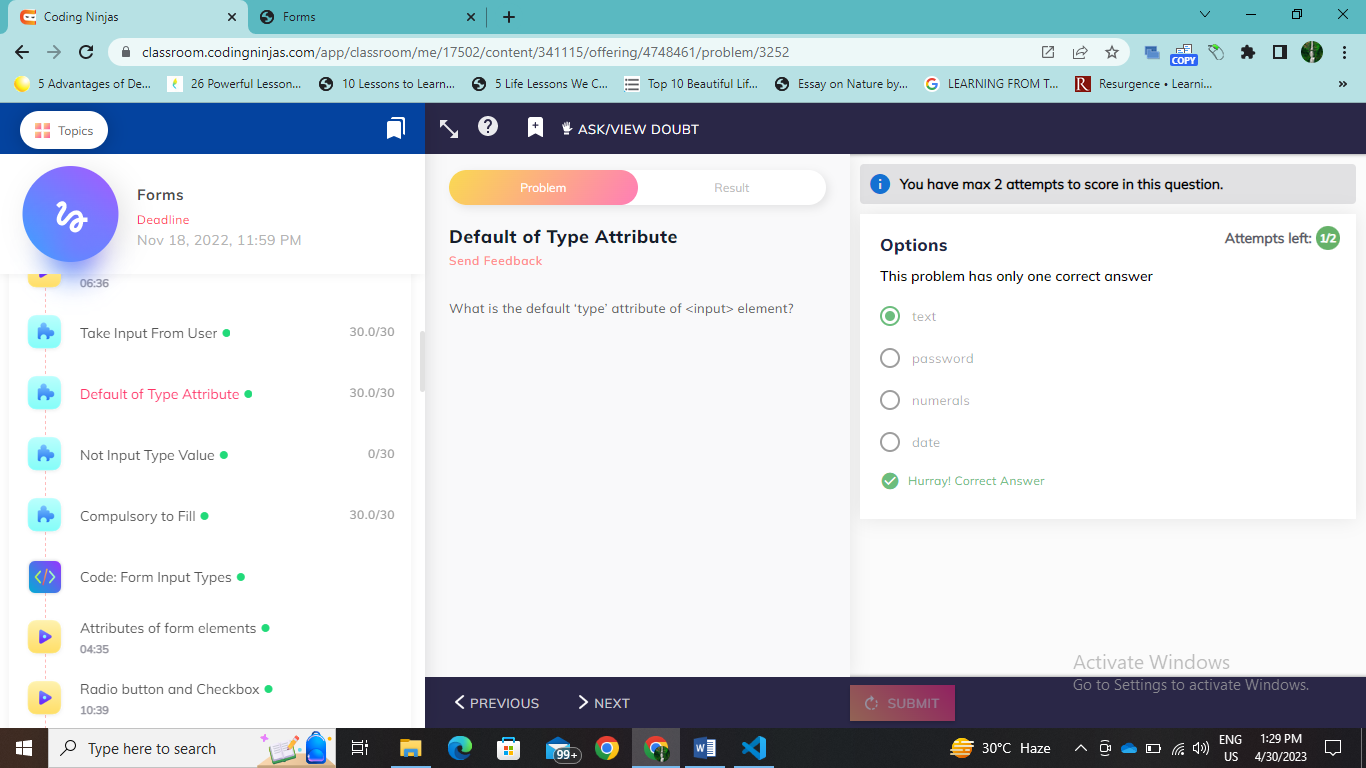 Coding Ninjas
Forms
classroom.codingninjas.com/app/classroom/me/17502/content/341115/offering/4748461/problem/3252
COPY
5 Advantages of De...
26 Powerful Lesson...
10 Lessons to Learn...
5 Life Lessons We C...
Top 10 Beautiful Lif...
Essay on Nature by...
LEARNING FROM T...
Resurgence • Learni...
»
Topics
ASK/VIEW DOUBT
Forms
Deadline
Nov 18, 2022, 11:59 PM
06:36
Take Input From User
30.0/30
Default of Type Attribute
30.0/30
Not Input Type Value
0/30
Compulsory to Fill
30.0/30
Code: Form Input Types
Attributes of form elements
04:35
Radio button and Checkbox
10:39
Problem
Result
Default of Type Attribute
Send Feedback
What is the default ‘type’ attribute of <input> element?
PREVIOUS
NEXT
You have max 2 attempts to score in this question.
Options
Attempts left: 1/2
This problem has only one correct answer
text
password
numerals
date
Hurray! Correct Answer
SUBMIT
Activate Windows
Go to Settings to activate Windows.
Type here to search
99+
30°C Haze
ENG
US
1:29 PM
4/30/2023